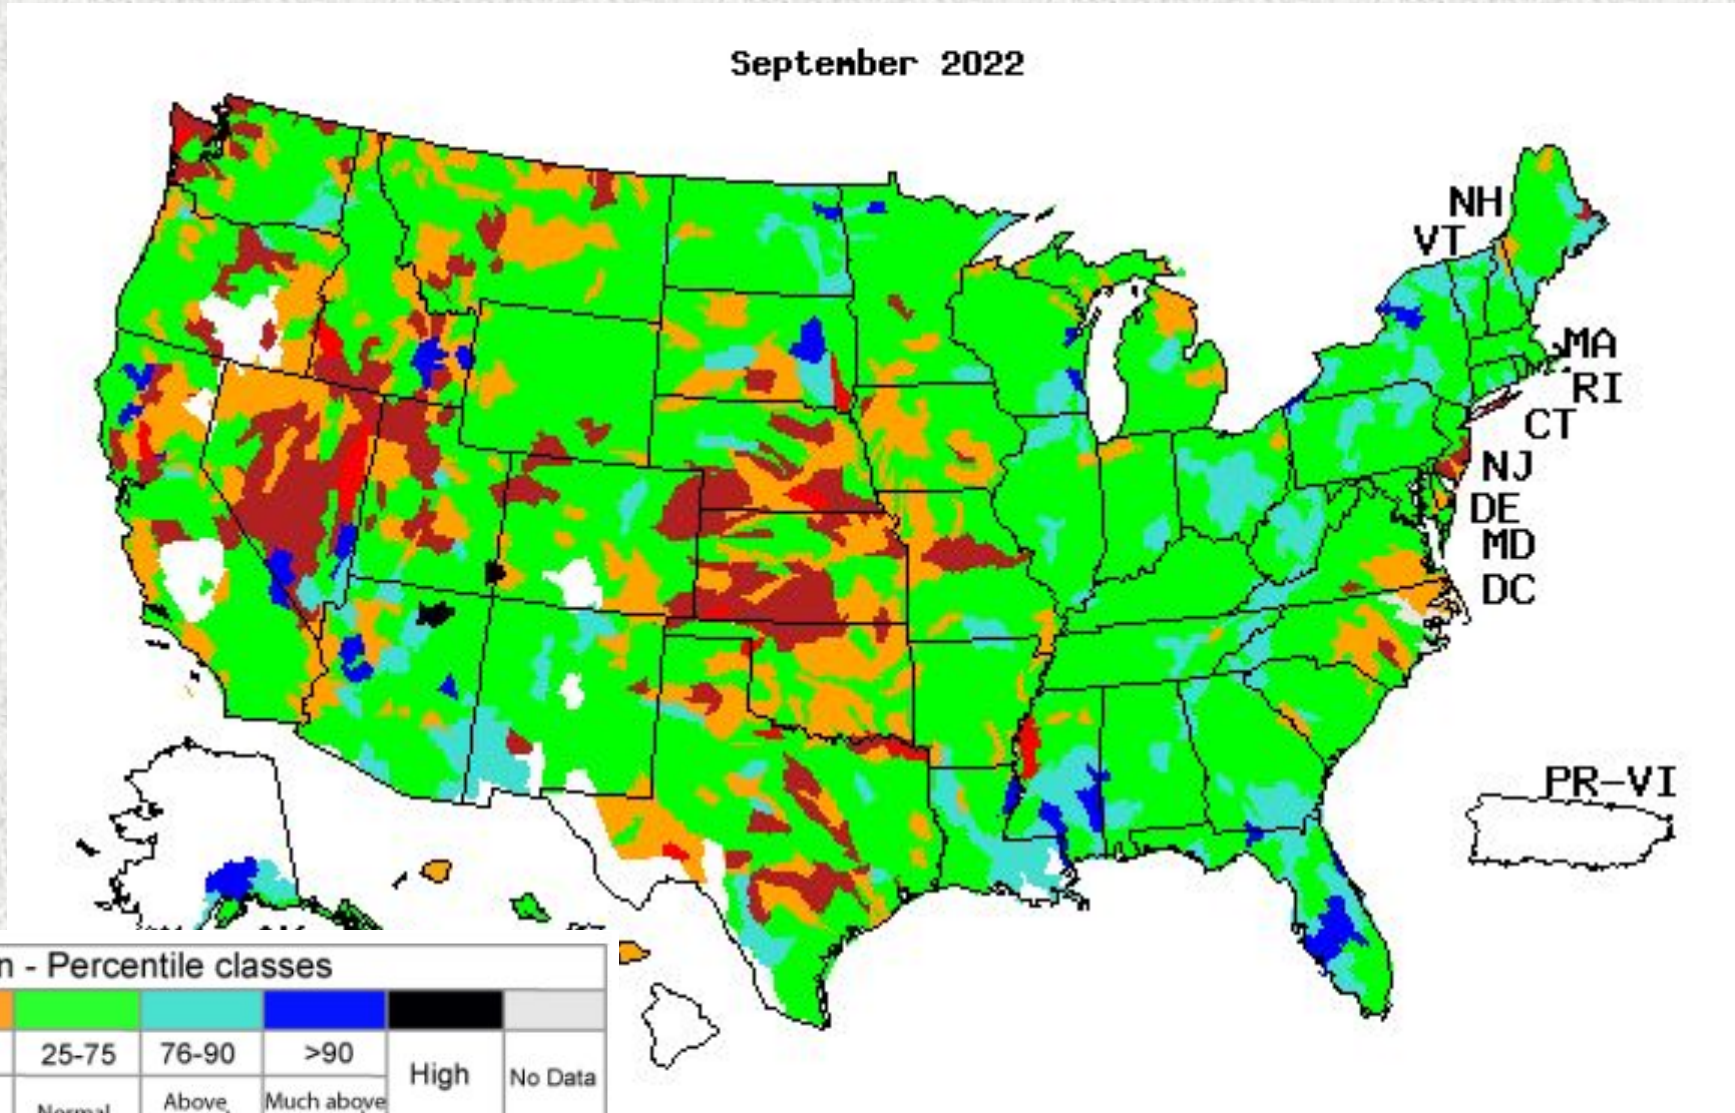 September 2022
NH
VT
MA
RI
CT
NJ
DE
MD
DC
PR-VI
n - Percentile classes
25-75
76-90
>90
High
No Data
Normal
Above
Much above